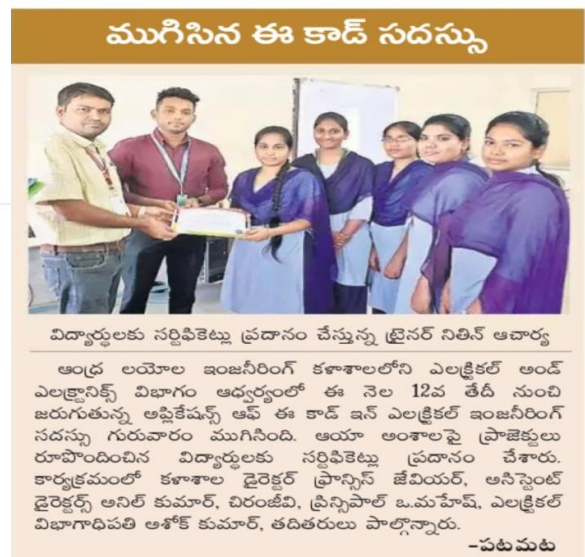 ముగిసిన ఈ కాడ్ సదస్సు
విద్యార్థులకు సర్టిఫికెట్లు ప్రదానం చేస్తున్న ట్రైనర్ నితిన్ ఆచార్య
ఆంధ్ర లయోల ఇంజనీరింగ్ కళాశాలలోని ఎలక్ట్రికల్ అండ్
ఎలక్ట్రానిక్స్ విభాగం ఆధ్వర్యంలో ఈ నెల 12వ తేదీ నుంచి
జరుగుతున్న అప్లికేషన్స్ ఆఫ్ ఈ కాడ్ ఇన్ ఎలక్ట్రికల్ ఇంజనీరింగ్
సదస్సు గురువారం ముగిసింది. ఆయా అంశాలపై ప్రాజెక్టులు
రూపొందించిన విద్యార్థులకు సర్టిఫికెట్లు ప్రదానం చేశారు.
కార్యక్రమంలో కళాశాల డైరెక్టర్ ఫ్రాన్సిస్ జేవియర్, అసిస్టెంట్
డైరెక్టర్స్ అనిల్ కుమార్, చిరంజీవి, ప్రిన్సిపాల్ ఒ.మహేష్, ఎలక్ట్రికల్
విభాగాధిపతి అశోక్ కుమార్, తదితరులు పాల్గొన్నారు.
–పటమట